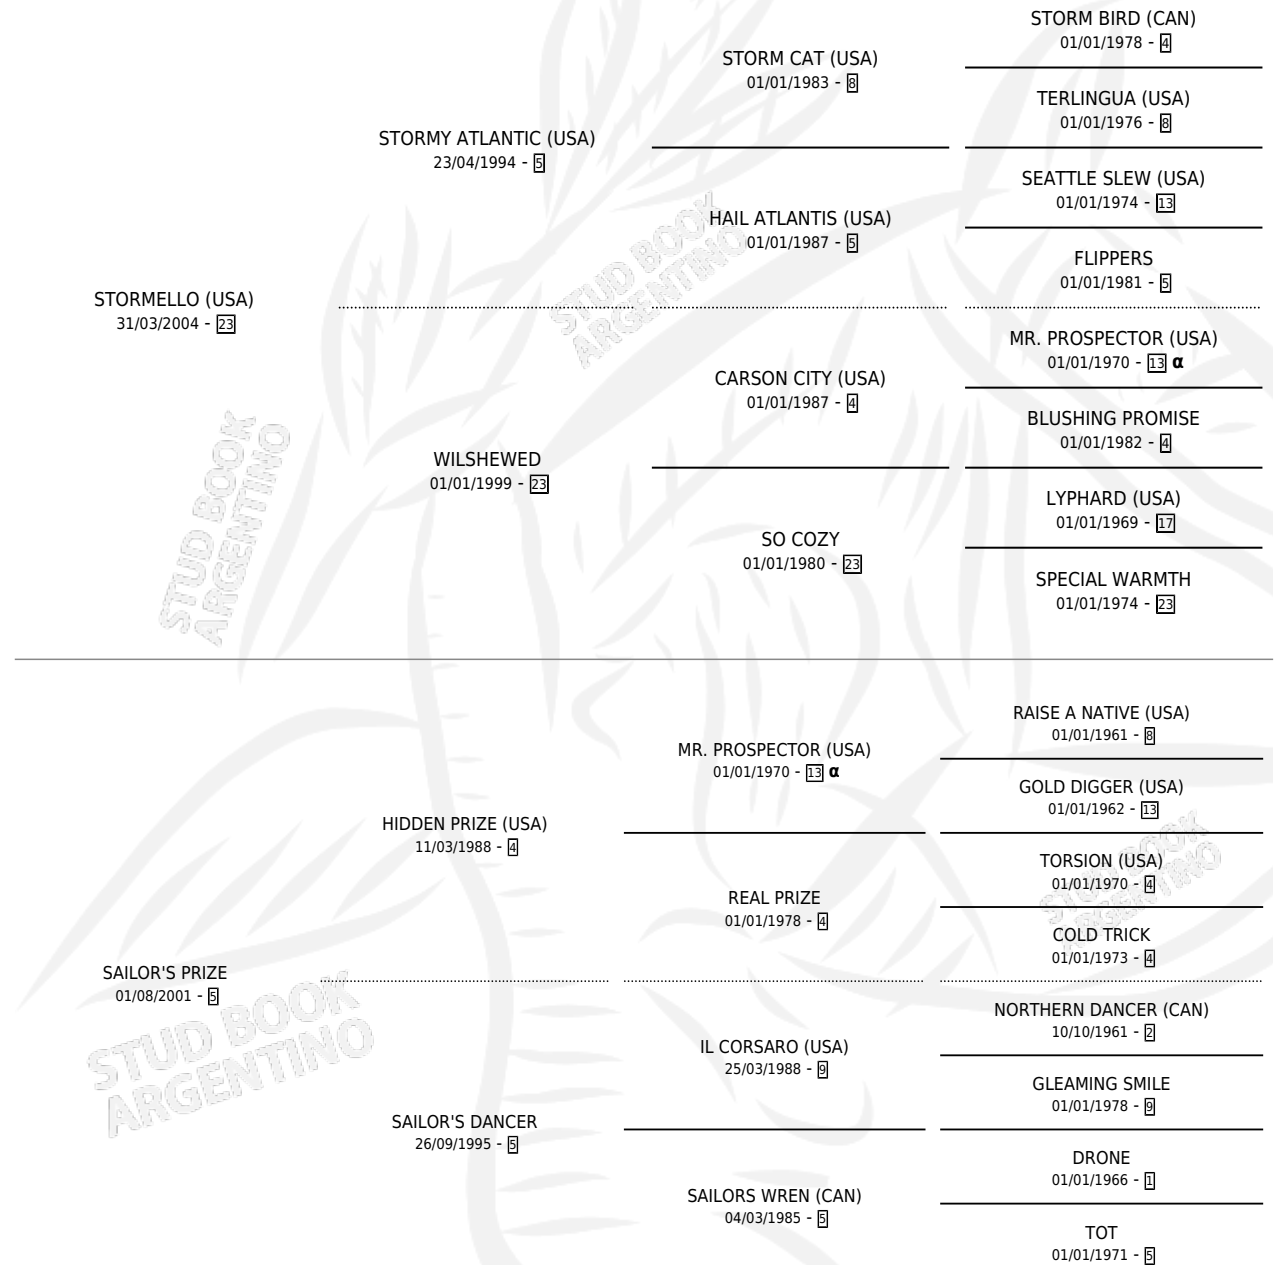 STORMELLO (USA)
31/03/2004 - 23
STORMY ATLANTIC (USA)
23/04/1994 - 5
STORM CAT (USA)
01/01/1983 - 8
STORM BIRD (CAN)
01/01/1978 - 4
TERLINGUA (USA)
01/01/1976 - 8
HAIL ATLANTIS (USA)
01/01/1987 - 5
SEATTLE SLEW (USA)
01/01/1974 - 13
FLIPPERS
01/01/1981 - 5
WILSHEWED
01/01/1999 - 23
CARSON CITY (USA)
01/01/1987 - 4
MR. PROSPECTOR (USA)
01/01/1970 - 13 α
BLUSHING PROMISE
01/01/1982 - 4
SO COZY
01/01/1980 - 23
LYPHARD (USA)
01/01/1969 - 17
SPECIAL WARMTH
01/01/1974 - 23
SAILOR'S PRIZE
01/08/2001 - 5
HIDDEN PRIZE (USA)
11/03/1988 - 4
MR. PROSPECTOR (USA)
01/01/1970 - 13 α
RAISE A NATIVE (USA)
01/01/1961 - 8
GOLD DIGGER (USA)
01/01/1962 - 13
REAL PRIZE
01/01/1978 - 4
TORSION (USA)
01/01/1970 - 4
COLD TRICK
01/01/1973 - 4
SAILOR'S DANCER
26/09/1995 - 5
IL CORSARO (USA)
25/03/1988 - 9
NORTHERN DANCER (CAN)
10/10/1961 - 2
GLEAMING SMILE
01/01/1978 - 9
SAILORS WREN (CAN)
04/03/1985 - 5
DRONE
01/01/1966 - 1
TOT
01/01/1971 - 5
STUD BOOK
ARGENTINO
STUD BOOK
ARGENTINO
STUD BOOK
ARGENTINO
STUD BOOK
ARGENTINO